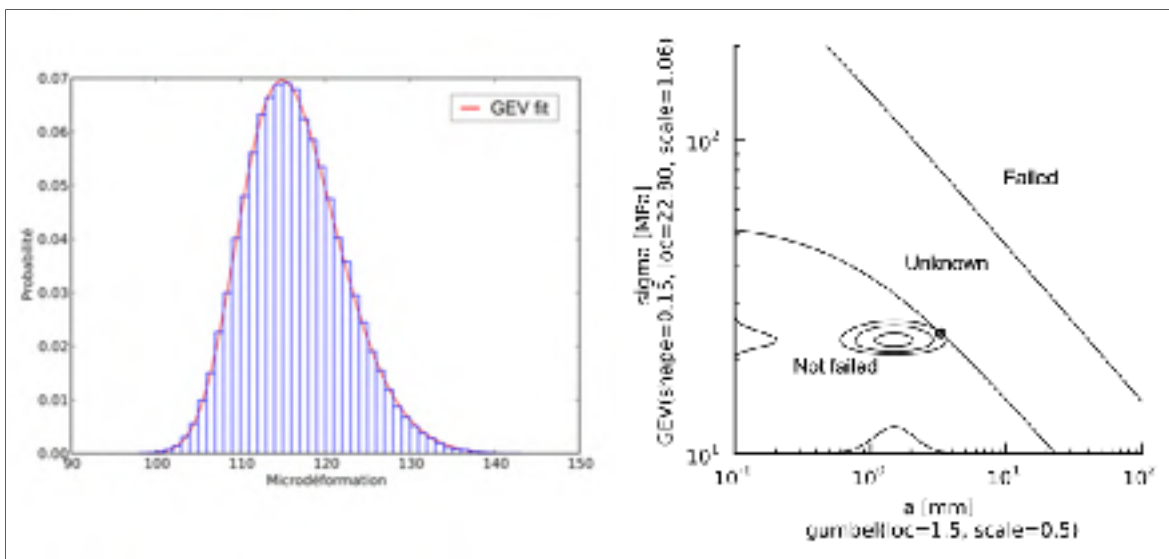 0.07
0.06
0.05
0.04
0.03
0.02
0.01
0.00
Probabilité
90 100 110 120 130 140 150
Microdéformation
GEV fit
sigma [MPa]
GEV(shape=0.15, loc=22.80, scale=1.06)
10²
10¹
Failed
Unknown
Not failed
10⁻¹ 10⁰ 10¹ 10²
a [mm]
gumbel(loc=1.5, scale=0.5)